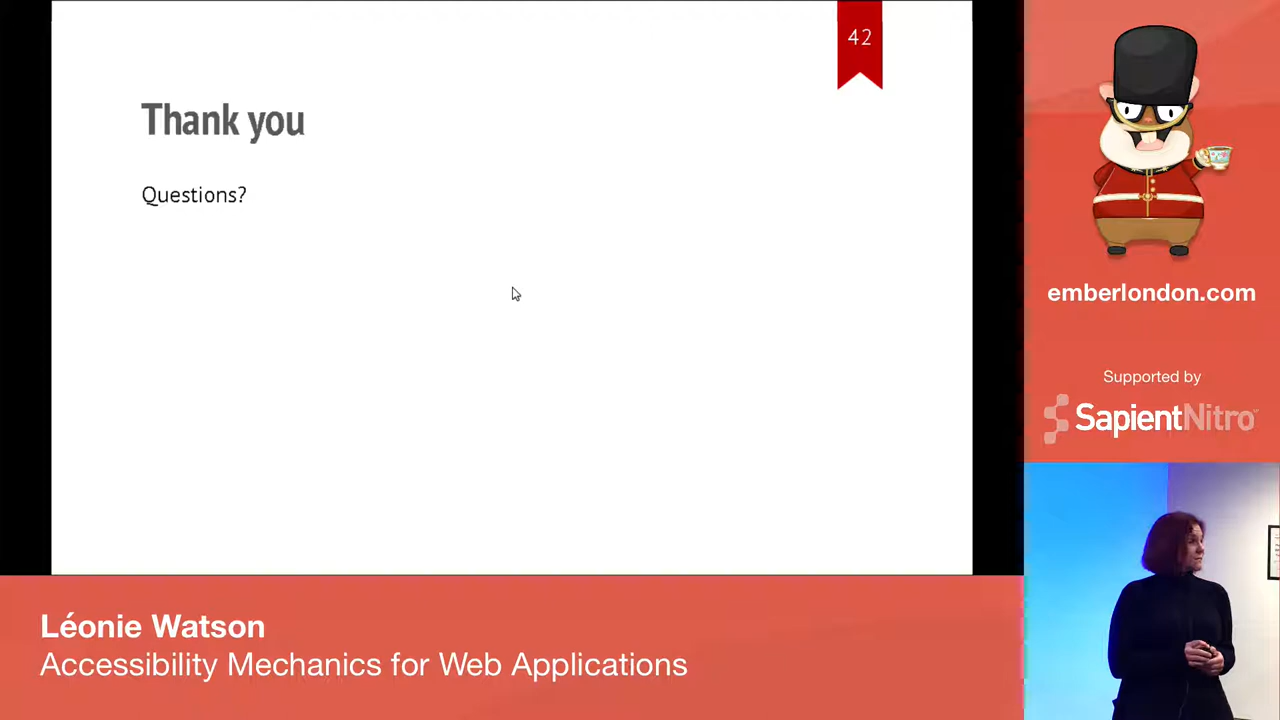 42
Thank you
Questions?
emberlondon.com
Supported by
SapientNitro
Léonie Watson
Accessibility Mechanics for Web Applications